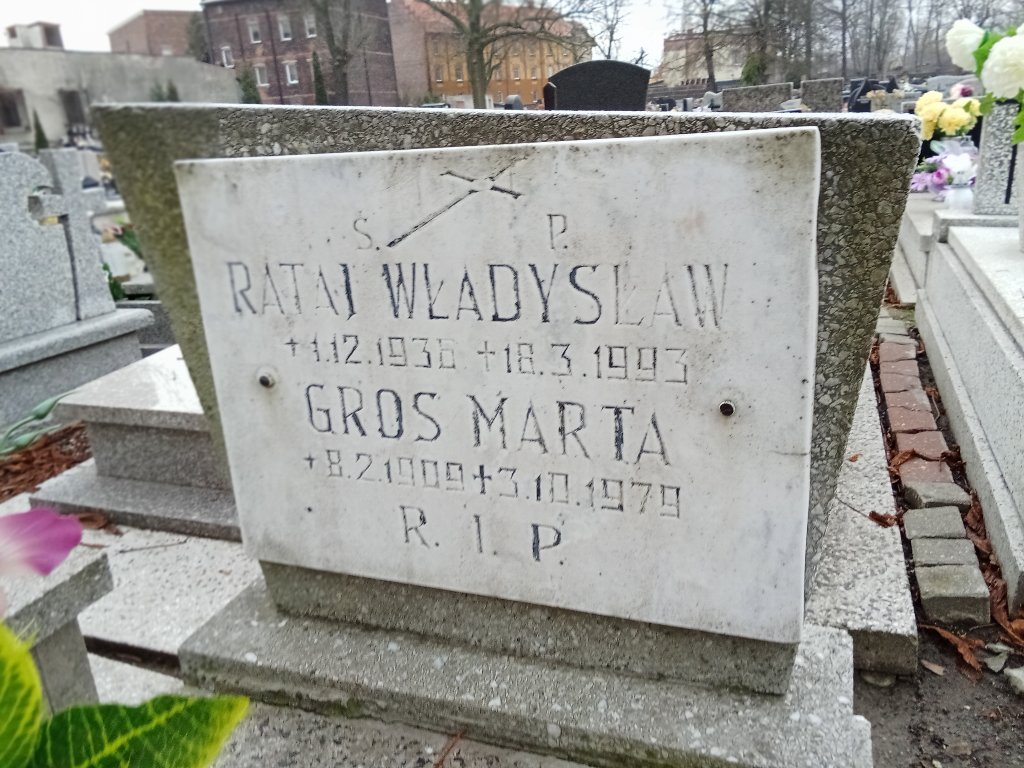 Ś. P.
RATAJ WŁADYSŁAW
+1.12.1936 +18.3.1993
GROS MARTA
+8.2.1909 +3.10.1979
R. I. P.